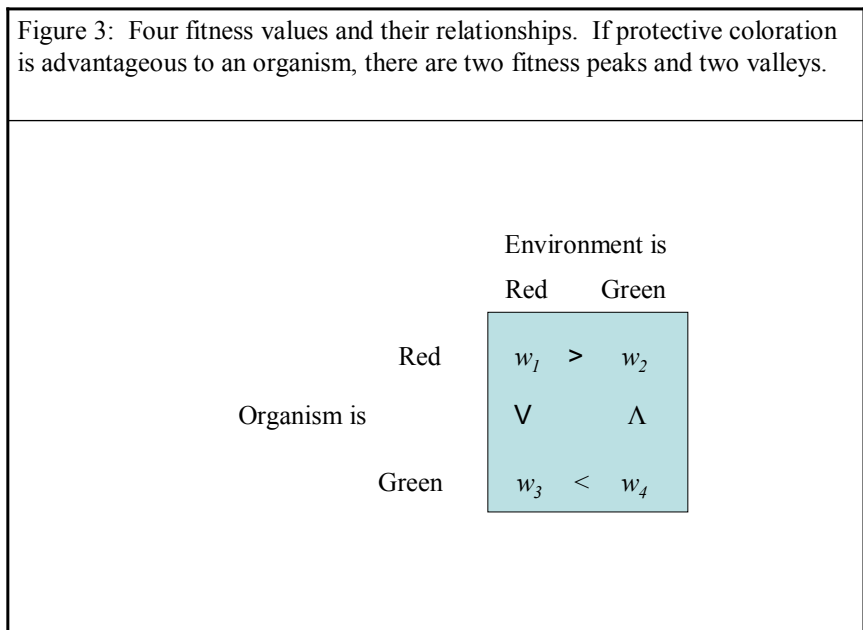 Figure 3: Four fitness values and their relationships. If protective coloration
is advantageous to an organism, there are two fitness peaks and two valleys.
Environment is
Red Green
Red w1 > w2
Organism is V Λ
Green w3 < w4